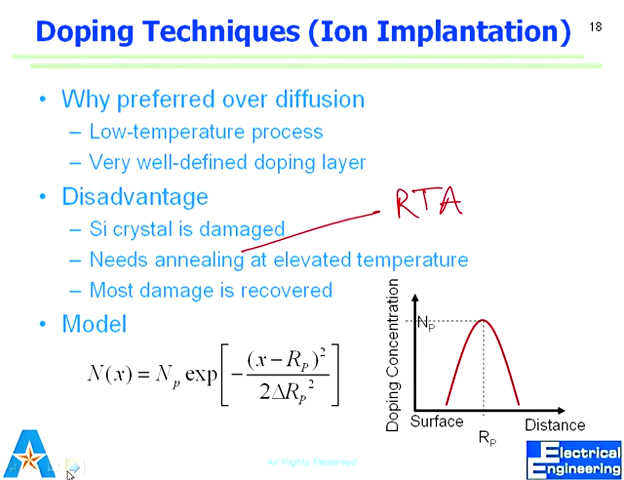 Doping Techniques (Ion Implantation)
18
• Why preferred over diffusion
– Low-temperature process
– Very well-defined doping layer
• Disadvantage
RTA
– Si crystal is damaged
– Needs annealing at elevated temperature
– Most damage is recovered
• Model
N(x) = N_p exp[-(x-R_P)^2 / 2ΔR_P^2]
Doping Concentration
N_P
Surface
Distance
R_P
All Rights Reserved
Electrical
Engineering